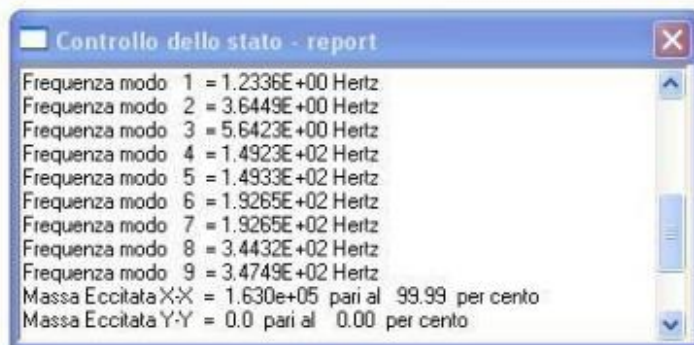 Controllo dello stato - report
Frequenza modo 1 = 1.2336E+00 Hertz
Frequenza modo 2 = 3.6449E+00 Hertz
Frequenza modo 3 = 5.6423E+00 Hertz
Frequenza modo 4 = 1.4923E+02 Hertz
Frequenza modo 5 = 1.4933E+02 Hertz
Frequenza modo 6 = 1.9265E+02 Hertz
Frequenza modo 7 = 1.9265E+02 Hertz
Frequenza modo 8 = 3.4432E+02 Hertz
Frequenza modo 9 = 3.4749E+02 Hertz
Massa Eccitata X-X = 1.630e+05 pari al 99.99 per cento
Massa Eccitata Y-Y = 0.0 pari al 0.00 per cento